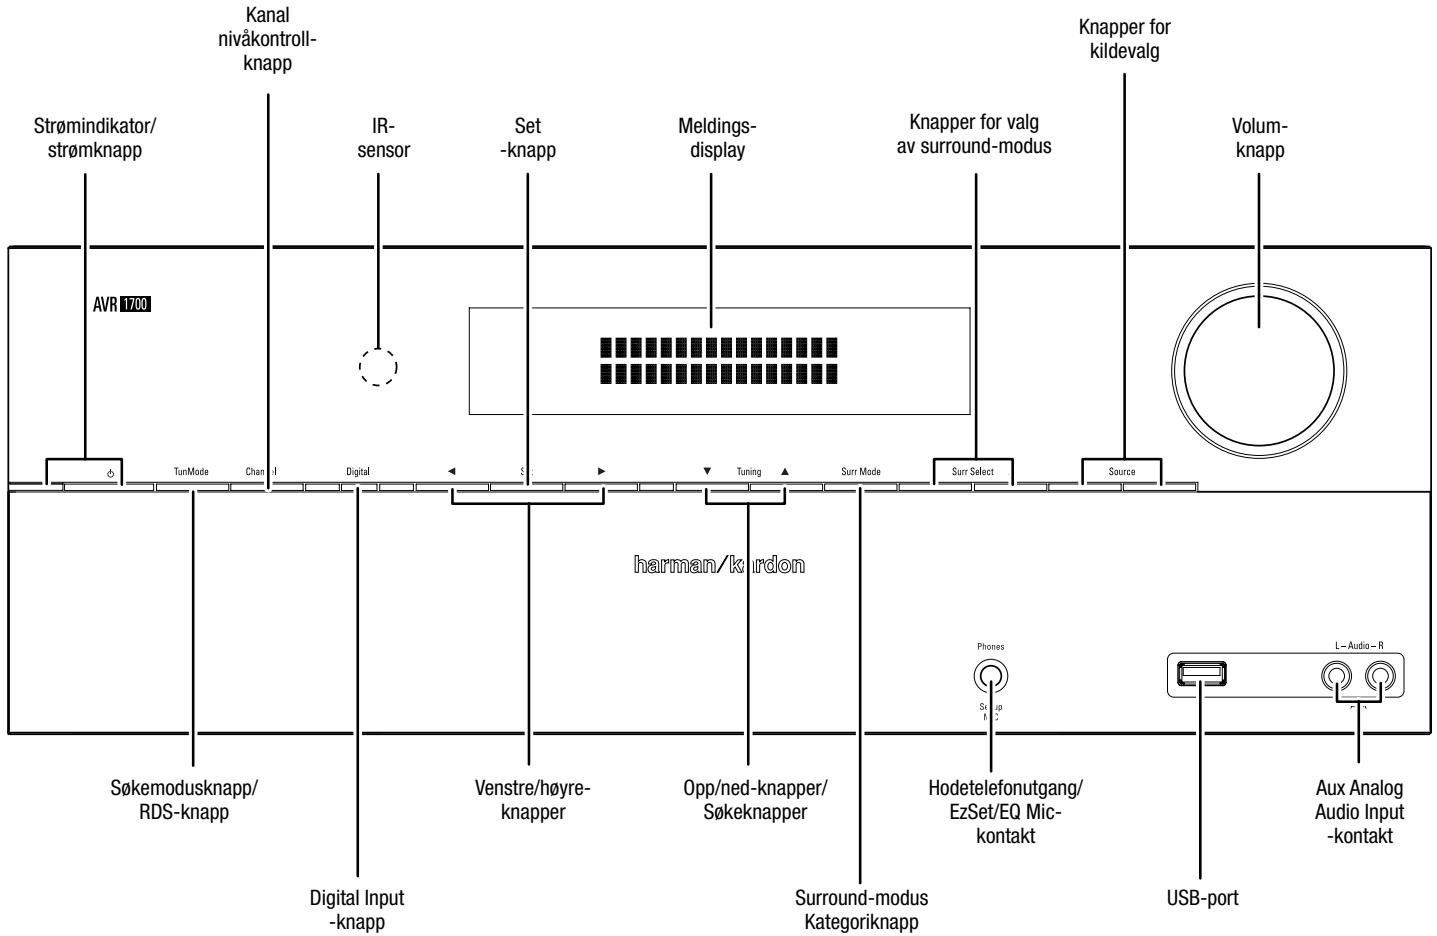 Kanal
nivåkontroll-
knapp
Knapper for
kildevalg
Strømindikator/
strømknapp
IR-
sensor
Set
-knapp
Meldings-
display
Knapper for valg
av surround-modus
Volum-
knapp
AVR 1700
TunMode
Digital
Tuning
Surr Mode
Surr Select
Source
harman/kardon
Phones
L – Audio – R
Søkemodusknapp/
RDS-knapp
Venstre/høyre-
knapper
Opp/ned-knapper/
Søkeknapper
Hodetelefonutgang/
EzSet/EQ Mic-
kontakt
Aux Analog
Audio Input
-kontakt
Digital Input
-knapp
Surround-modus
Kategoriknapp
USB-port